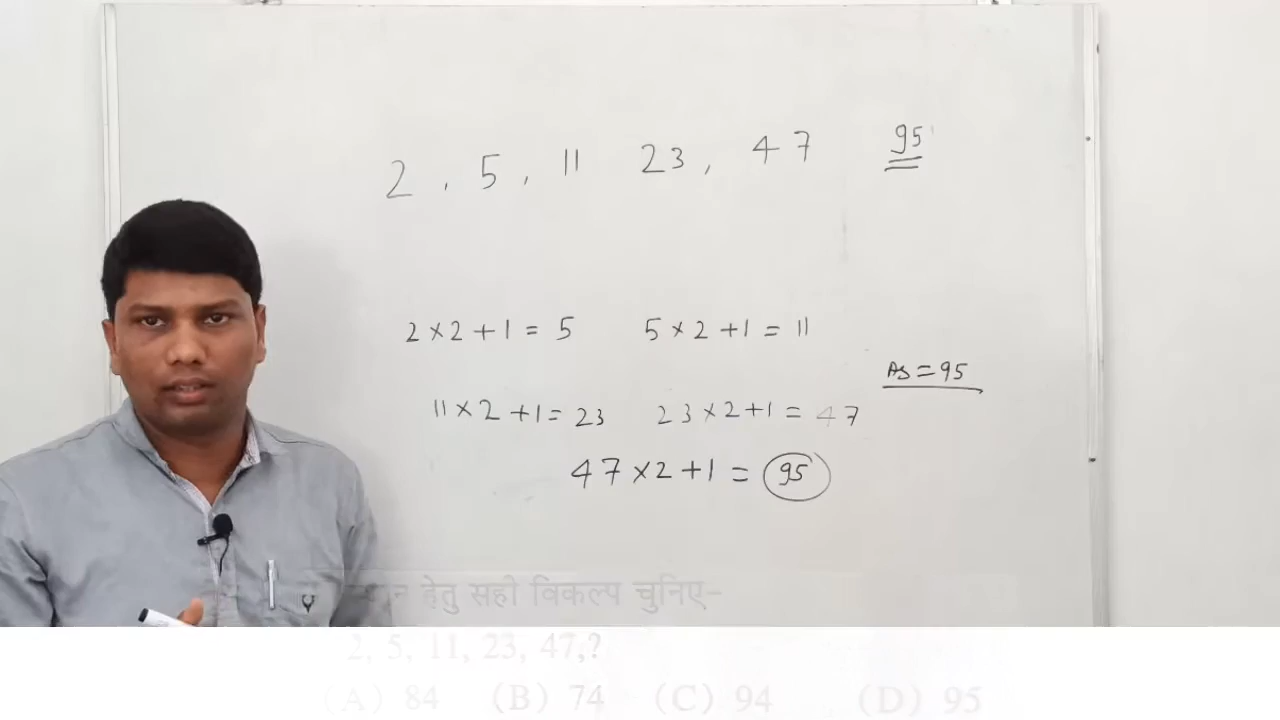 2 , 5 , 11 23 , 47 95
2 × 2 + 1 = 5 5 × 2 + 1 = 11
As = 95
11 × 2 + 1 = 23 23 × 2 + 1 = 47
47 × 2 + 1 = 95
हेतु सही विकल्प चुनिए-
2, 5, 11, 23, 47,?
(A) 84 (B) 74 (C) 94 (D) 95